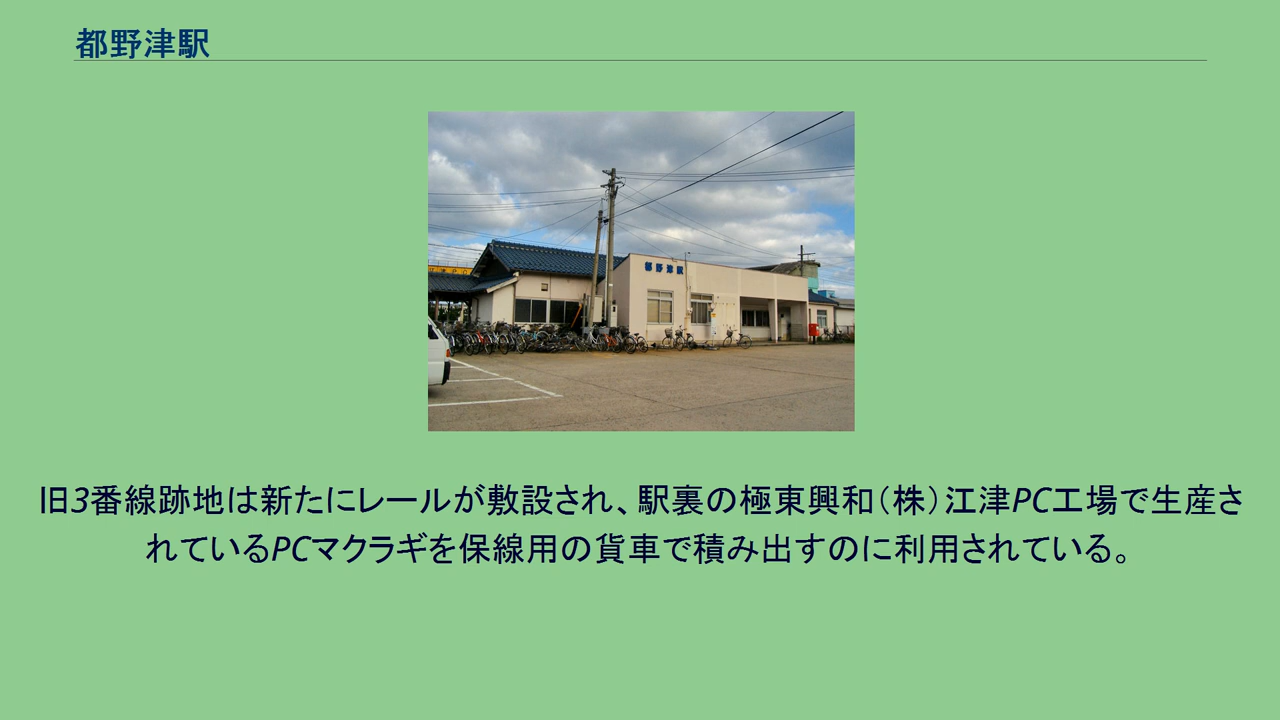 都野津駅
都野津駅
旧3番線跡地は新たにレールが敷設され、駅裏の極東興和（株）江津PC工場で生産さ
れているPCマクラギを保線用の貨車で積み出すのに利用されている。